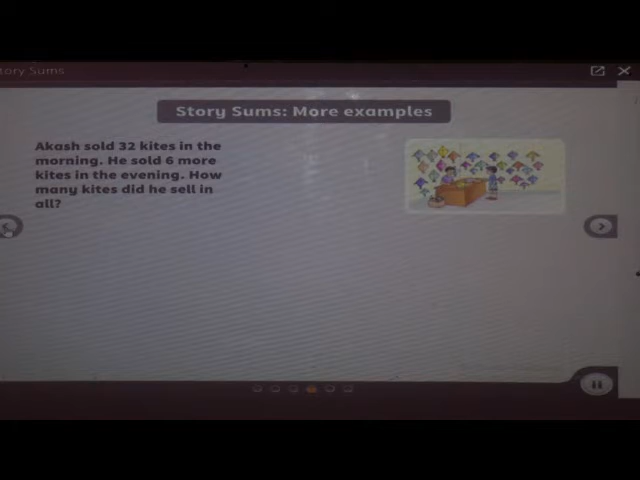 tory Sums
Story Sums: More examples
Akash sold 32 kites in the
morning. He sold 6 more
kites in the evening. How
many kites did he sell in
all?